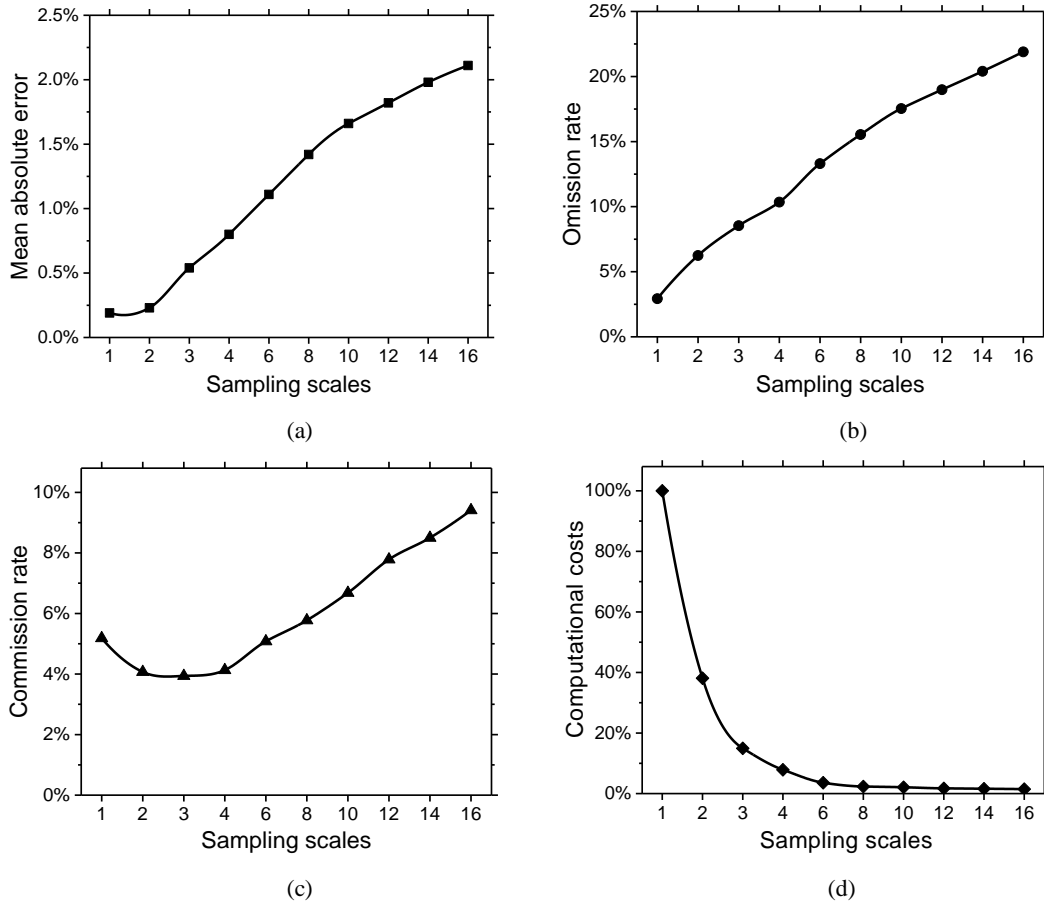 2.5%
2.0%
1.5%
1.0%
0.5%
0.0%
Mean absolute error
1 2 3 4 6 8 10 12 14 16
Sampling scales
(a)
25%
20%
15%
10%
5%
0%
Omission rate
1 2 3 4 6 8 10 12 14 16
Sampling scales
(b)
10%
8%
6%
4%
2%
0%
Commission rate
1 2 3 4 6 8 10 12 14 16
Sampling scales
(c)
100%
80%
60%
40%
20%
0%
Computational costs
1 2 3 4 6 8 10 12 14 16
Sampling scales
(d)